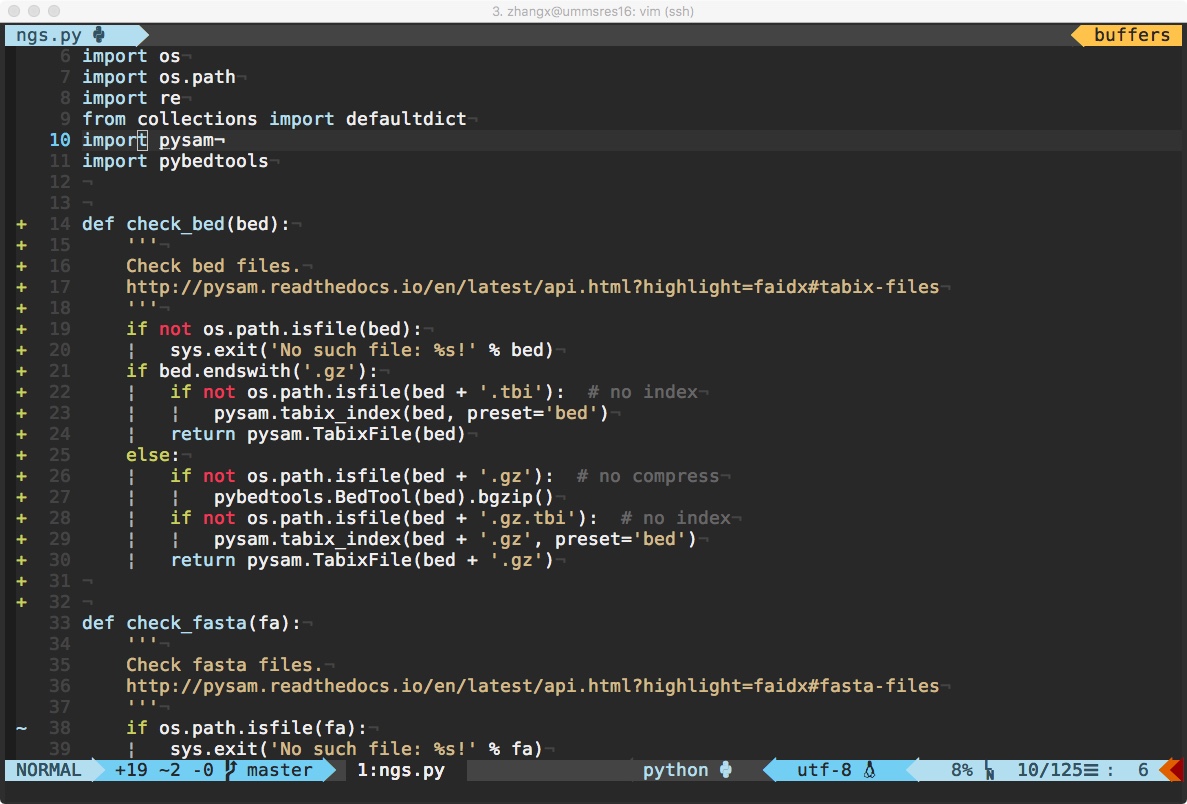 3. zhangx@ummsres16: vim (ssh)
ngs.py buffers
6 import os¬
7 import os.path¬
8 import re¬
9 from collections import defaultdict¬
10 import pysam¬
11 import pybedtools¬
12 ¬
13 ¬
+ 14 def check_bed(bed):¬
+ 15     '''¬
+ 16     Check bed files.¬
+ 17     http://pysam.readthedocs.io/en/latest/api.html?highlight=faidx#tabix-files¬
+ 18     '''¬
+ 19     if not os.path.isfile(bed):¬
+ 20     ¦   sys.exit('No such file: %s!' % bed)¬
+ 21     if bed.endswith('.gz'):¬
+ 22     ¦   if not os.path.isfile(bed + '.tbi'):  # no index¬
+ 23     ¦   ¦   pysam.tabix_index(bed, preset='bed')¬
+ 24     ¦   return pysam.TabixFile(bed)¬
+ 25     else:¬
+ 26     ¦   if not os.path.isfile(bed + '.gz'):  # no compress¬
+ 27     ¦   ¦   pybedtools.BedTool(bed).bgzip()¬
+ 28     ¦   if not os.path.isfile(bed + '.gz.tbi'):  # no index¬
+ 29     ¦   ¦   pysam.tabix_index(bed + '.gz', preset='bed')¬
+ 30     ¦   return pysam.TabixFile(bed + '.gz')¬
+ 31 ¬
+ 32 ¬
33 def check_fasta(fa):¬
34     '''¬
35     Check fasta files.¬
36     http://pysam.readthedocs.io/en/latest/api.html?highlight=faidx#fasta-files¬
37     '''¬
~ 38     if os.path.isfile(fa):¬
39     ¦   sys.exit('No such file: %s!' % fa)¬
NORMAL +19 ~2 -0 master 1:ngs.py python utf-8 8% 10/125☰ : 6